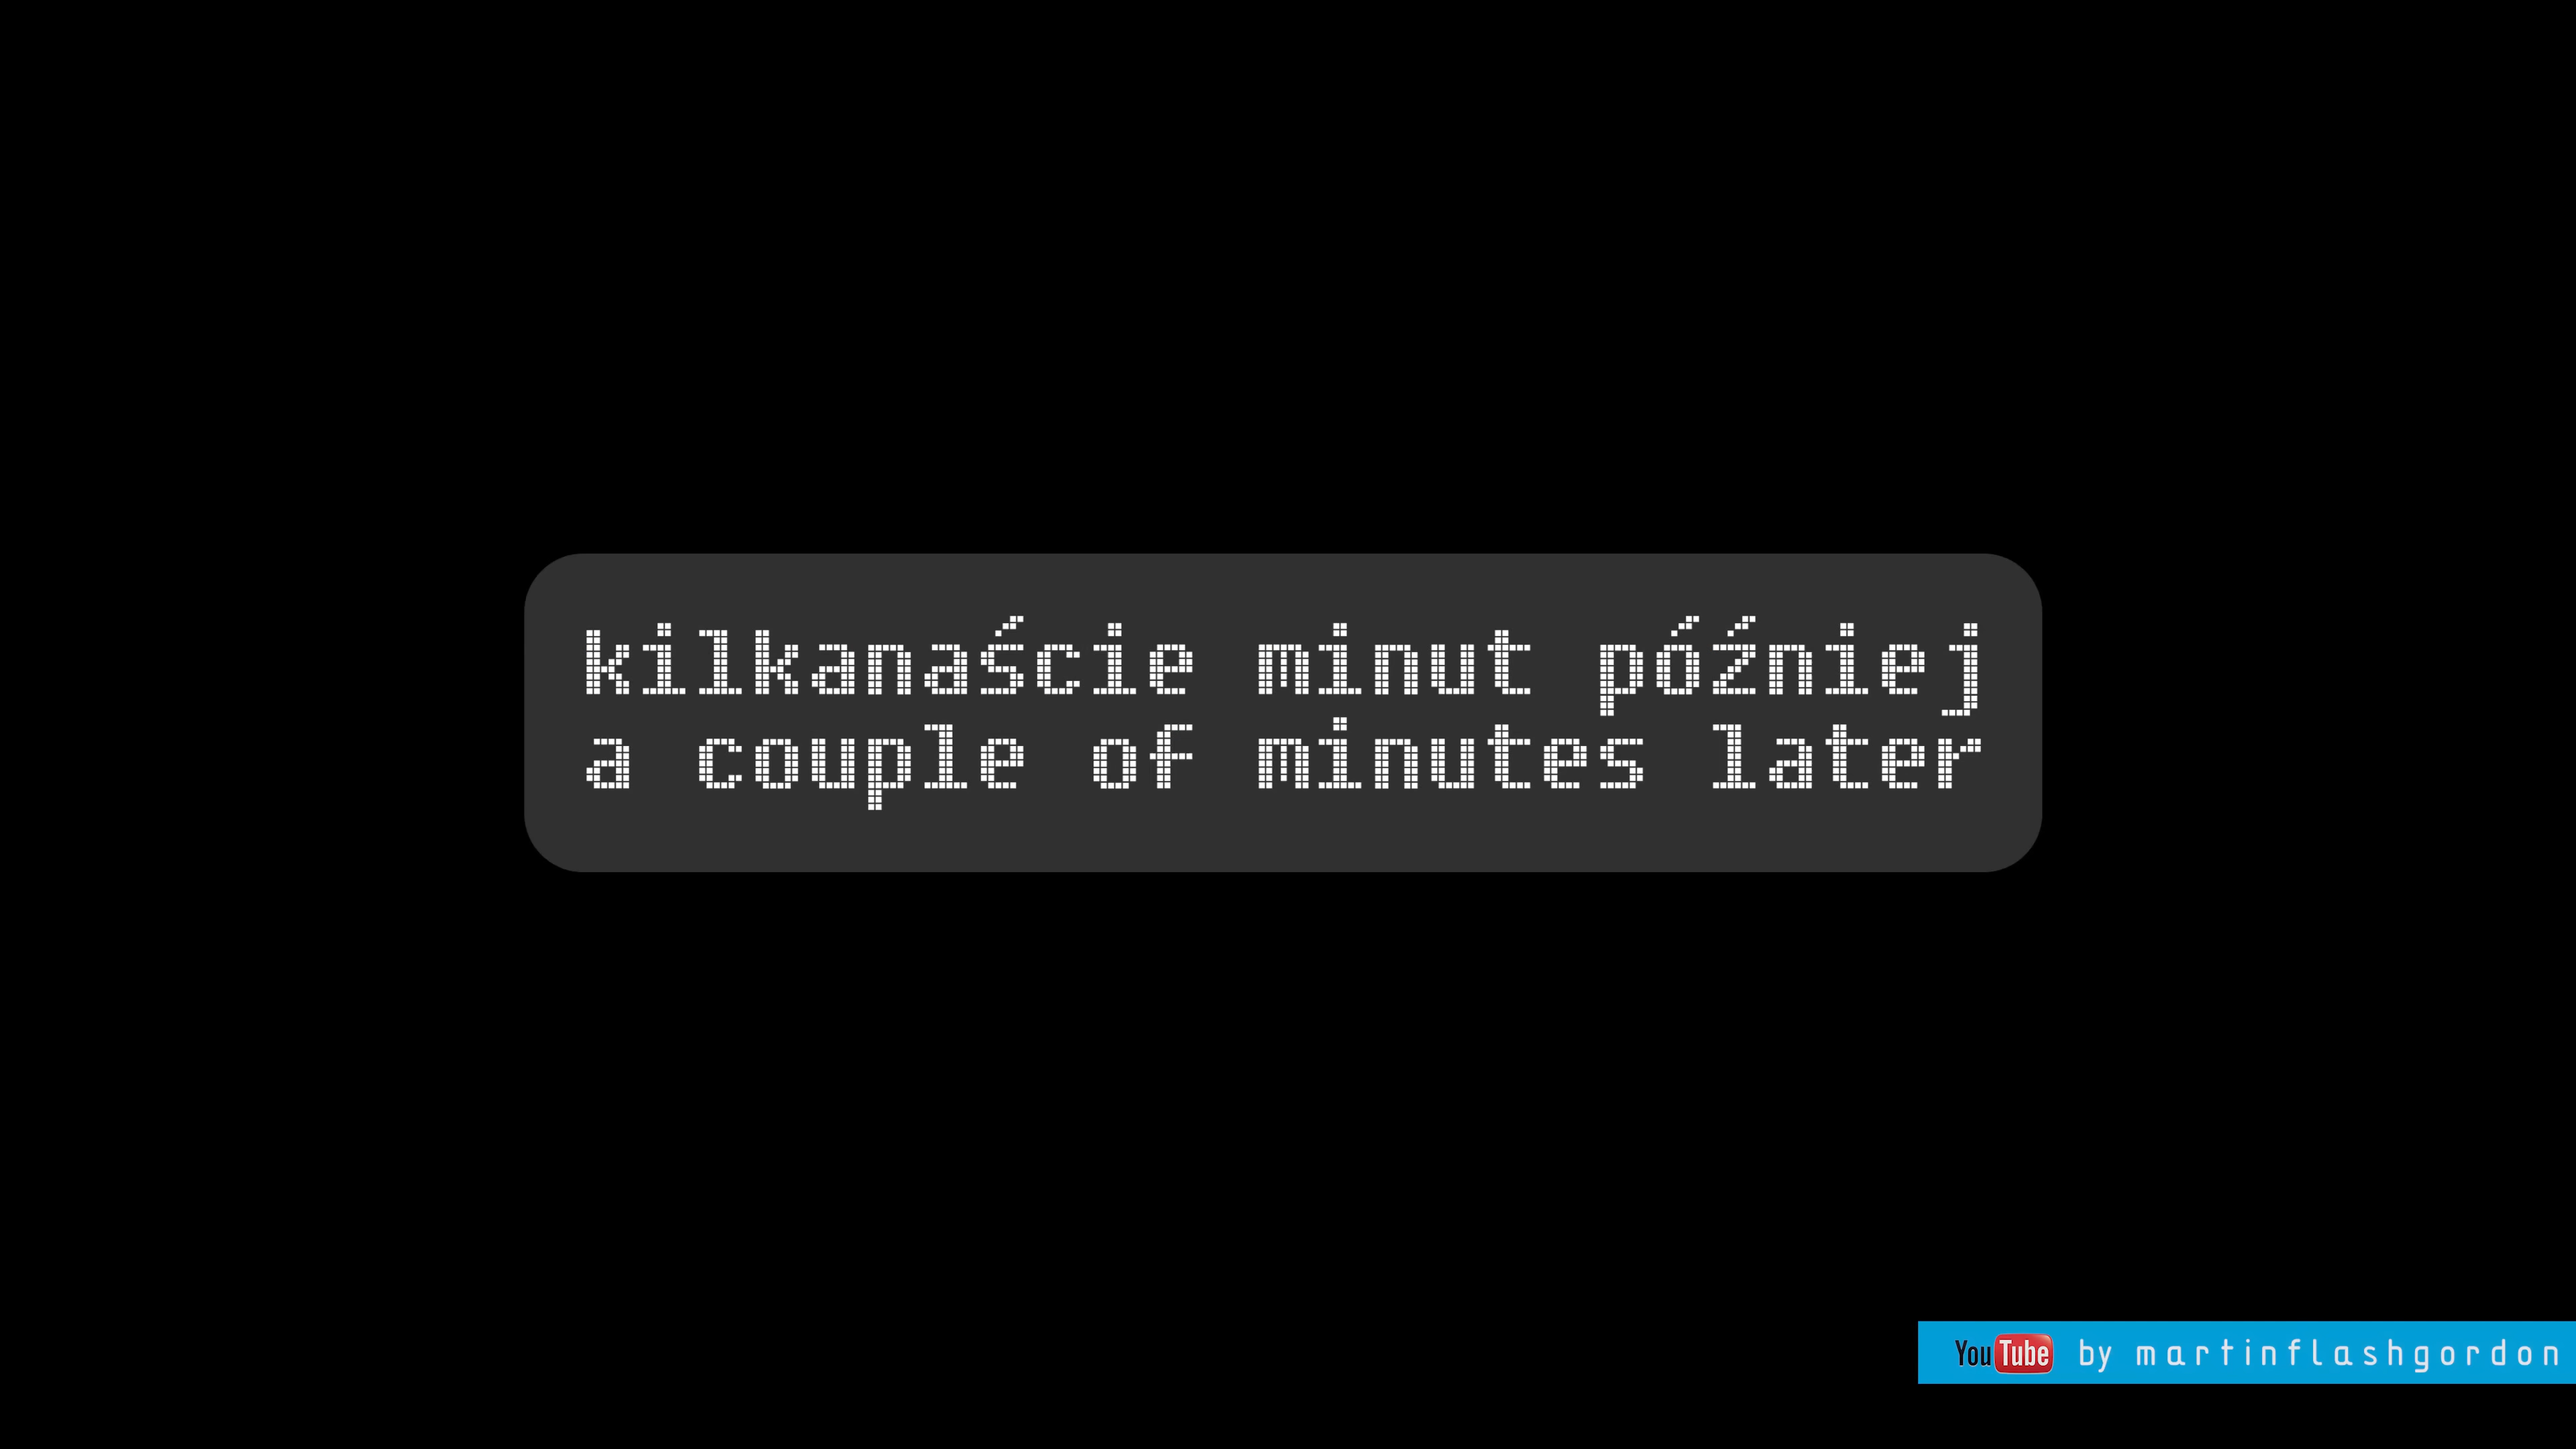 kilkanaście minut później
a couple of minutes later
YouTube by martinflashgordon